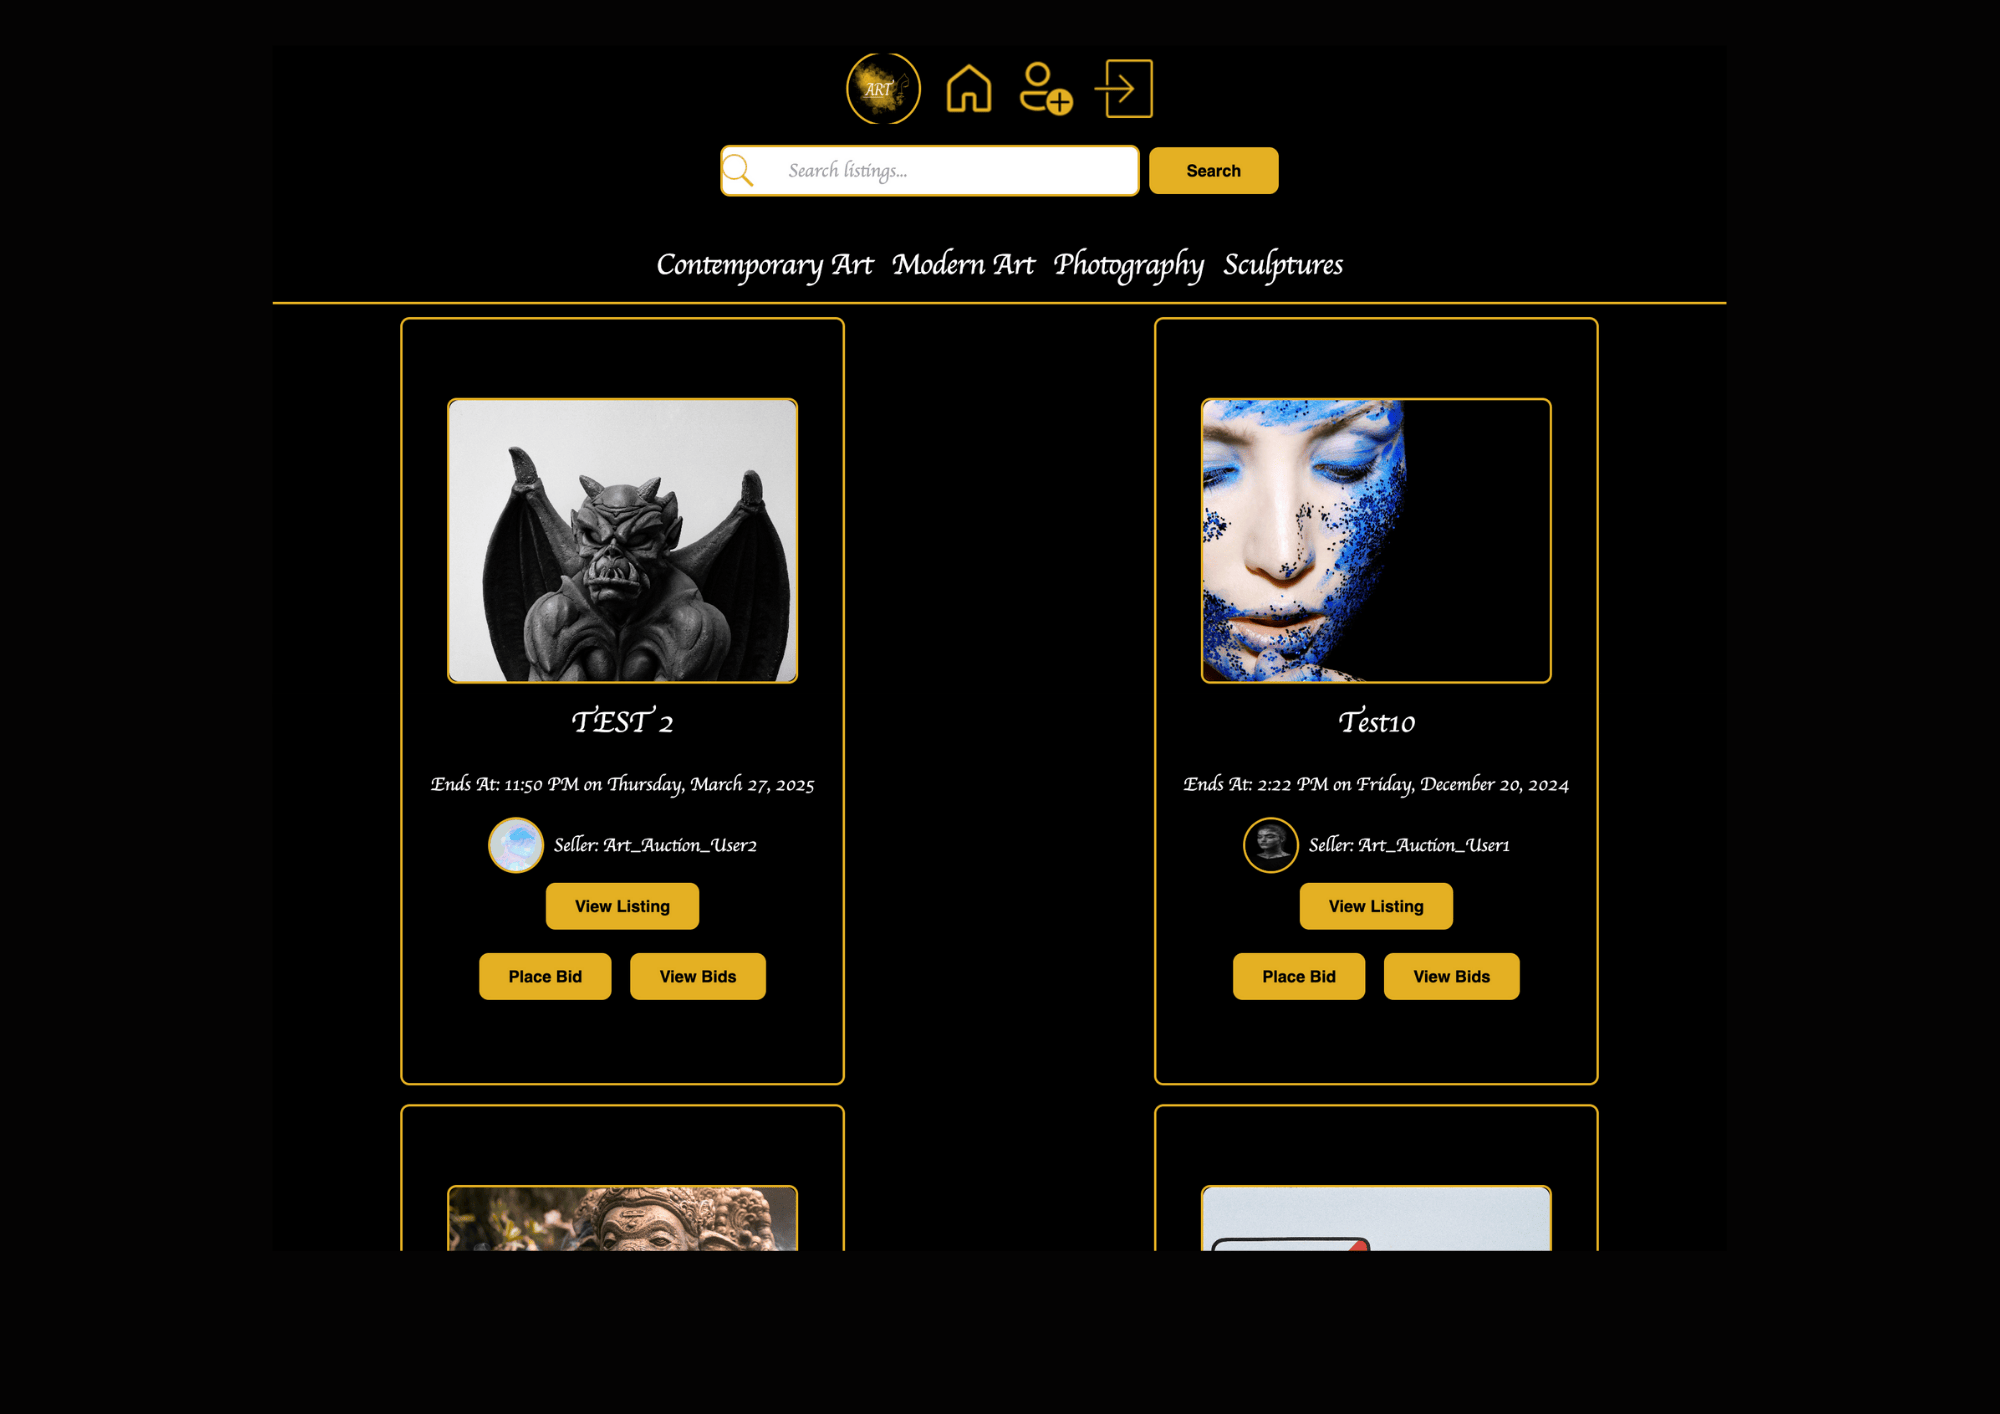 ART
Search listings...
Search
Contemporary Art Modern Art Photography Sculptures
TEST 2
Ends At: 11:50 PM on Thursday, March 27, 2025
Seller: Art_Auction_User2
View Listing
Place Bid View Bids
Test10
Ends At: 2:22 PM on Friday, December 20, 2024
Seller: Art_Auction_User1
View Listing
Place Bid View Bids